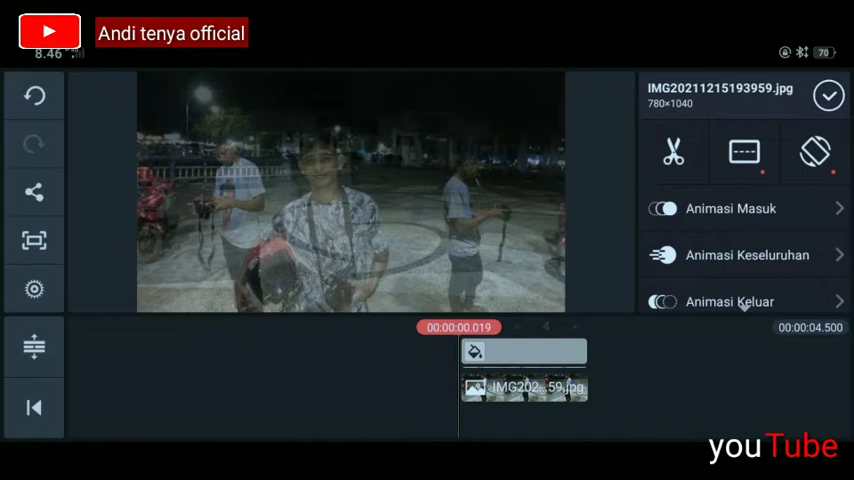 Andi tenya official
8.46
70
IMG20211215193959.jpg
780×1040
Animasi Masuk
Animasi Keseluruhan
Animasi Keluar
00:00:00.019
4
00:00:04.500
IMG202...59.jpg
youTube